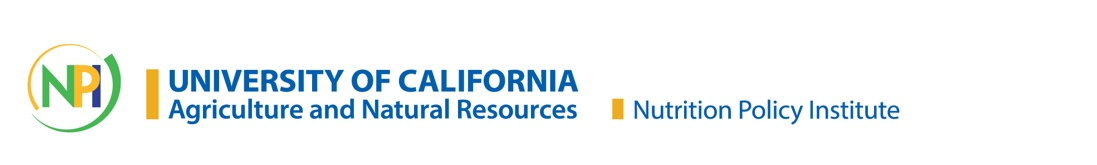 NPI
UNIVERSITY OF CALIFORNIA
Agriculture and Natural Resources
Nutrition Policy Institute